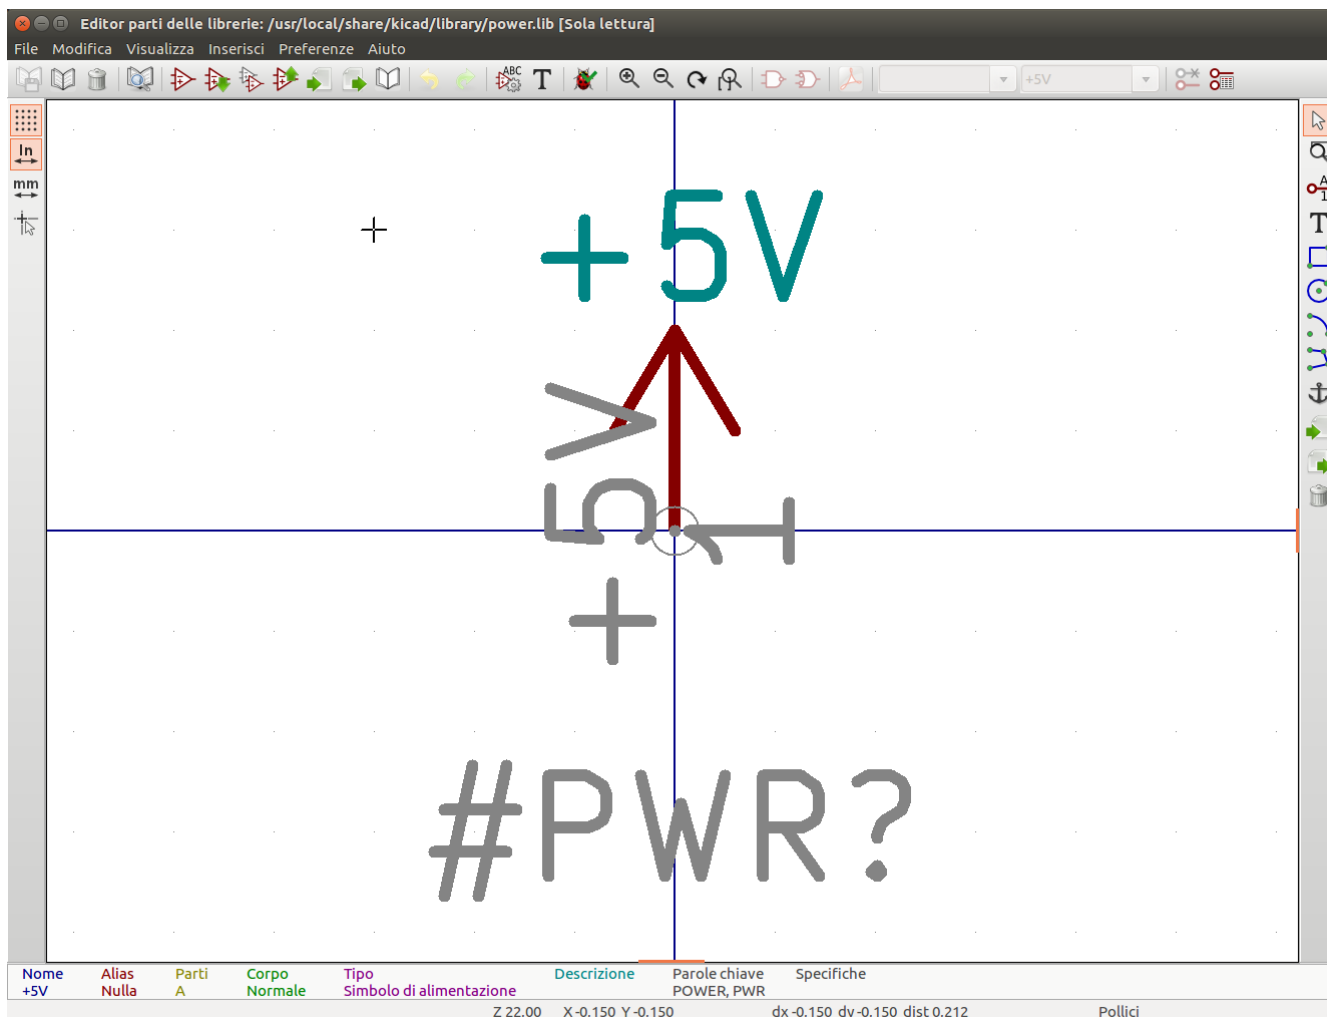 Editor parti delle librerie: /usr/local/share/kicad/library/power.lib [Sola lettura]
File Modifica Visualizza Inserisci Preferenze Aiuto
ABC T +5V
In
mm
A
1
T
+5V
+5V
1
#PWR?
Nome Alias Parti Corpo Tipo Descrizione Parole chiave Specifiche
+5V Nulla A Normale Simbolo di alimentazione POWER, PWR
Z 22,00 X -0,150 Y -0,150 dx -0,150 dy -0,150 dist 0,212 Pollici